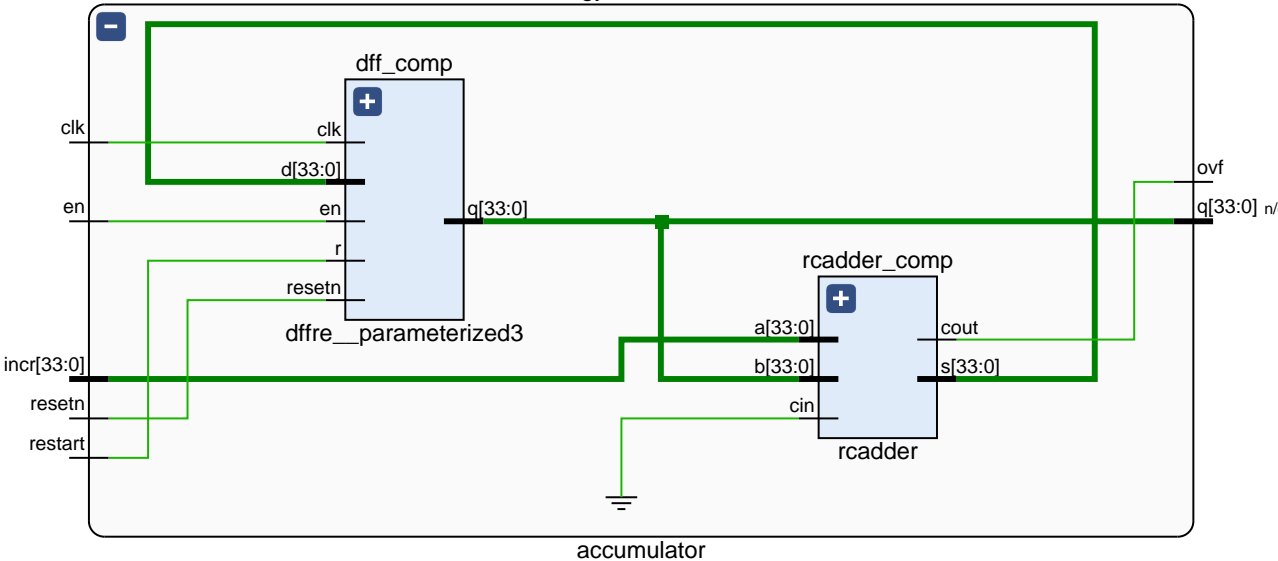 dff_comp
clk
clk
d[33:0]
ovf
en
en
q[33:0]
q[33:0] n/
r
rcadder_comp
resetn
dffre__parameterized3
a[33:0]
cout
incr[33:0]
b[33:0]
s[33:0]
resetn
cin
restart
rcadder
accumulator